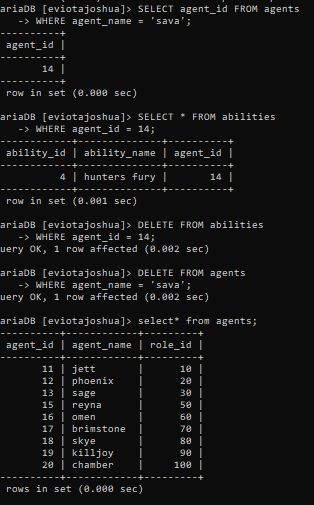 ariaDB [eviotajoshua]> SELECT agent_id FROM agents
-> WHERE agent_name = 'sava';
----------+
agent_id |
----------+
14 |
----------+
row in set (0.000 sec)
ariaDB [eviotajoshua]> SELECT * FROM abilities
-> WHERE agent_id = 14;
------------+--------------+----------+
ability_id | ability_name | agent_id |
------------+--------------+----------+
4 | hunters fury | 14 |
------------+--------------+----------+
row in set (0.001 sec)
ariaDB [eviotajoshua]> DELETE FROM abilities
-> WHERE agent_id = 14;
uery OK, 1 row affected (0.002 sec)
ariaDB [eviotajoshua]> DELETE FROM agents
-> WHERE agent_name = 'sava';
uery OK, 1 row affected (0.002 sec)
ariaDB [eviotajoshua]> select* from agents;
----------+------------+---------+
agent_id | agent_name | role_id |
----------+------------+---------+
11 | jett | 10 |
12 | phoenix | 20 |
13 | sage | 30 |
15 | reyna | 50 |
16 | omen | 60 |
17 | brimstone | 70 |
18 | skye | 80 |
19 | killjoy | 90 |
20 | chamber | 100 |
----------+------------+---------+
rows in set (0.000 sec)